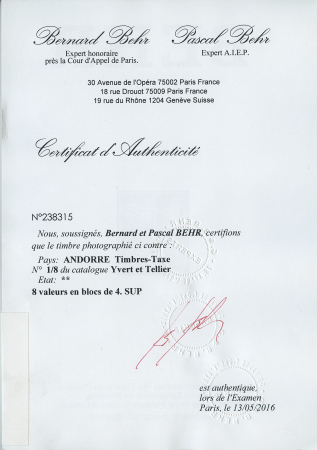 Bernard Behr Pascal Behr
Expert honoraire Expert A.I.E.P.
près la Cour d'Appel de Paris.
30 Avenue de l'Opéra 75002 Paris France
18 rue Drouot 75009 Paris France
19 rue du Rhône 1204 Genève Suisse
Certificat d'Authenticité
N°238315
Nous, soussignés, Bernard et Pascal BEHR, certifions
que le timbre photographié ci contre :
Pays: ANDORRE Timbres-Taxe
N° 1/8 du catalogue Yvert et Tellier
Etat: **
8 valeurs en blocs de 4. SUP
est authentique,
lors de l'Examen
Paris, le 13/05/2016